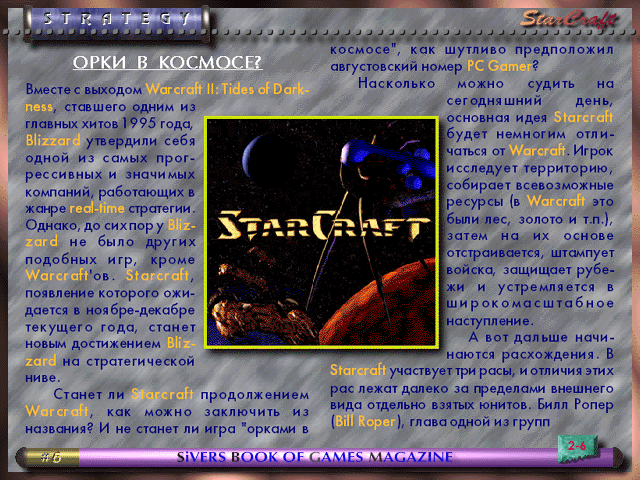 STRATEGY
StarCraft
ОРКИ В КОСМОСЕ?
Вместе с выходом Warcraft II: Tides of Dark-
ness, ставшего одним из
главных хитов 1995 года,
Blizzard утвердили себя
одной из самых прог-
рессивных и значимых
компаний, работающих в
жанре real-time стратегии.
Однако, до сих пор у Bliz-
zard не было других
подобных игр, кроме
Warcraft'ов. Starcraft,
появление которого ожи-
дается в ноябре-декабре
текущего года, станет
новым достижением Bliz-
zard на стратегической
ниве.
Станет ли Starcraft продолжением
Warcraft, как можно заключить из
названия? И не станет ли игра "орками в
STARCRAFT
космосе", как шутливо предположил
августовский номер PC Gamer?
Насколько можно судить на
сегодняшний день,
основная идея Starcraft
будет немногим отли-
чаться от Warcraft. Игрок
исследует территорию,
собирает всевозможные
ресурсы (в Warcraft это
были лес, золото и т.п.),
затем на их основе
отстраивается, штампует
войска, защищает рубе-
жи и устремляется в
широкомасштабное
наступление.
А вот дальше начи-
наются расхождения. В
Starcraft участвует три расы, и отличия этих
рас лежат далеко за пределами внешнего
вида отдельно взятых юнитов. Билл Ропер
(Bill Roper), глава одной из групп
#6
SIVERS BOOK OF GAMES MAGAZINE
2-6